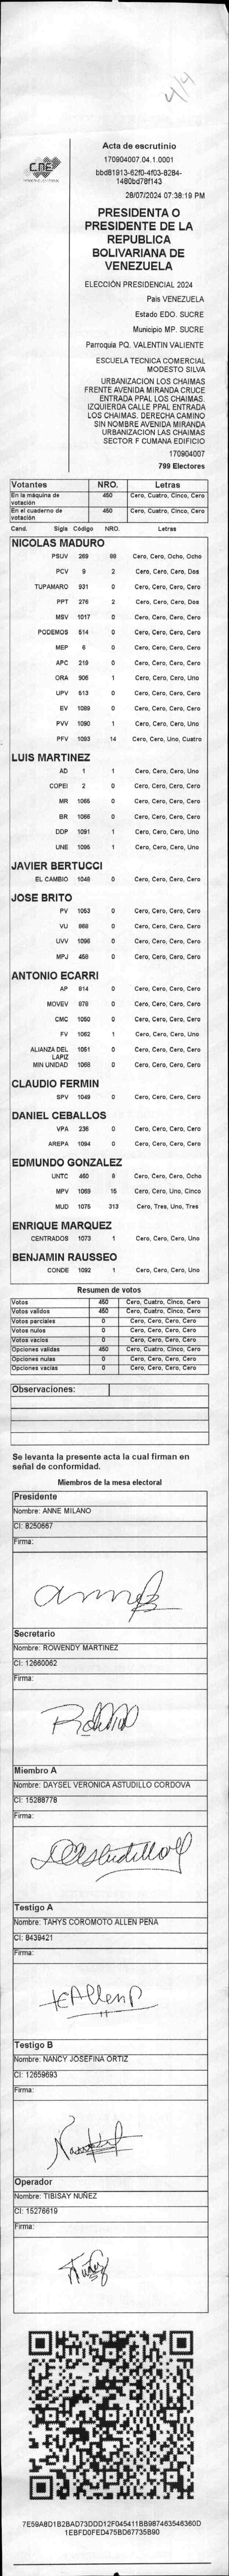 4/4
CNE
Acta de escrutinio
170904007.04.1.0001
bbd81913-62f0-4f03-8284-
1480bd78f143
28/07/2024 07:38:19 PM
PRESIDENTA O
PRESIDENTE DE LA
REPUBLICA
BOLIVARIANA DE
VENEZUELA
ELECCIÓN PRESIDENCIAL 2024
País VENEZUELA
Estado EDO. SUCRE
Municipio MP. SUCRE
Parroquia PQ. VALENTIN VALIENTE
ESCUELA TECNICA COMERCIAL
MODESTO SILVA
URBANIZACION LOS CHAIMAS
FRENTE AVENIDA MIRANDA CRUCE
ENTRADA PPAL LOS CHAIMAS.
IZQUIERDA CALLE PPAL ENTRADA
LOS CHAIMAS. DERECHA CAMINO
SIN NOMBRE AVENIDA MIRANDA
URBANIZACION LAS CHAIMAS
SECTOR F CUMANA EDIFICIO
170904007
799 Electores
Votantes NRO. Letras
En la máquina de votación 450 Cero, Cuatro, Cinco, Cero
En el cuaderno de votación 450 Cero, Cuatro, Cinco, Cero
Cand. Sigla Código NRO. Letras
NICOLAS MADURO
PSUV 269 88 Cero, Cero, Ocho, Ocho
PCV 9 2 Cero, Cero, Cero, Dos
TUPAMARO 931 0 Cero, Cero, Cero, Cero
PPT 276 2 Cero, Cero, Cero, Dos
MSV 1017 0 Cero, Cero, Cero, Cero
PODEMOS 514 0 Cero, Cero, Cero, Cero
MEP 6 0 Cero, Cero, Cero, Cero
APC 219 0 Cero, Cero, Cero, Cero
ORA 906 1 Cero, Cero, Cero, Uno
UPV 513 0 Cero, Cero, Cero, Cero
EV 1089 0 Cero, Cero, Cero, Cero
PVV 1090 1 Cero, Cero, Cero, Uno
PFV 1093 14 Cero, Cero, Uno, Cuatro
LUIS MARTINEZ
AD 1 1 Cero, Cero, Cero, Uno
COPEI 2 0 Cero, Cero, Cero, Cero
MR 1065 0 Cero, Cero, Cero, Cero
BR 1066 0 Cero, Cero, Cero, Cero
DDP 1091 1 Cero, Cero, Cero, Uno
UNE 1095 1 Cero, Cero, Cero, Uno
JAVIER BERTUCCI
EL CAMBIO 1048 0 Cero, Cero, Cero, Cero
JOSE BRITO
PV 1053 0 Cero, Cero, Cero, Cero
VU 868 0 Cero, Cero, Cero, Cero
UVV 1096 0 Cero, Cero, Cero, Cero
MPJ 458 0 Cero, Cero, Cero, Cero
ANTONIO ECARRI
AP 814 0 Cero, Cero, Cero, Cero
MOVEV 878 0 Cero, Cero, Cero, Cero
CMC 1050 0 Cero, Cero, Cero, Cero
FV 1062 1 Cero, Cero, Cero, Uno
ALIANZA DEL LAPIZ 1051 0 Cero, Cero, Cero, Cero
MIN UNIDAD 1068 0 Cero, Cero, Cero, Cero
CLAUDIO FERMIN
SPV 1049 0 Cero, Cero, Cero, Cero
DANIEL CEBALLOS
VPA 236 0 Cero, Cero, Cero, Cero
AREPA 1094 0 Cero, Cero, Cero, Cero
EDMUNDO GONZALEZ
UNTC 460 8 Cero, Cero, Cero, Ocho
MPV 1069 15 Cero, Cero, Uno, Cinco
MUD 1075 313 Cero, Tres, Uno, Tres
ENRIQUE MARQUEZ
CENTRADOS 1073 1 Cero, Cero, Cero, Uno
BENJAMIN RAUSSEO
CONDE 1092 1 Cero, Cero, Cero, Uno
Resumen de votos
Votos 450 Cero, Cuatro, Cinco, Cero
Votos validos 450 Cero, Cuatro, Cinco, Cero
Votos parciales 0 Cero, Cero, Cero, Cero
Votos nulos 0 Cero, Cero, Cero, Cero
Votos vacios 0 Cero, Cero, Cero, Cero
Opciones validas 450 Cero, Cuatro, Cinco, Cero
Opciones nulas 0 Cero, Cero, Cero, Cero
Opciones vacias 0 Cero, Cero, Cero, Cero
Observaciones:
Se levanta la presente acta la cual firman en
señal de conformidad.
Miembros de la mesa electoral
Presidente
Nombre: ANNE MILANO
CI: 8250667
Firma:
Secretario
Nombre: ROWENDY MARTINEZ
CI: 12660062
Firma:
Miembro A
Nombre: DAYSEL VERONICA ASTUDILLO CORDOVA
CI: 15288778
Firma:
Testigo A
Nombre: TAHYS COROMOTO ALLEN PEÑA
CI: 8439421
Firma:
Testigo B
Nombre: NANCY JOSEFINA ORTIZ
CI: 12659693
Firma:
Operador
Nombre: TIBISAY NUÑEZ
CI: 15276619
Firma:
Nuñez
7E59A8D1B2BAD73DDD12F045411BB987463546360D
1EBFD0FED475BD67735B90